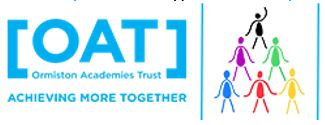 [OAT]
Ormiston Academies Trust
ACHIEVING MORE TOGETHER